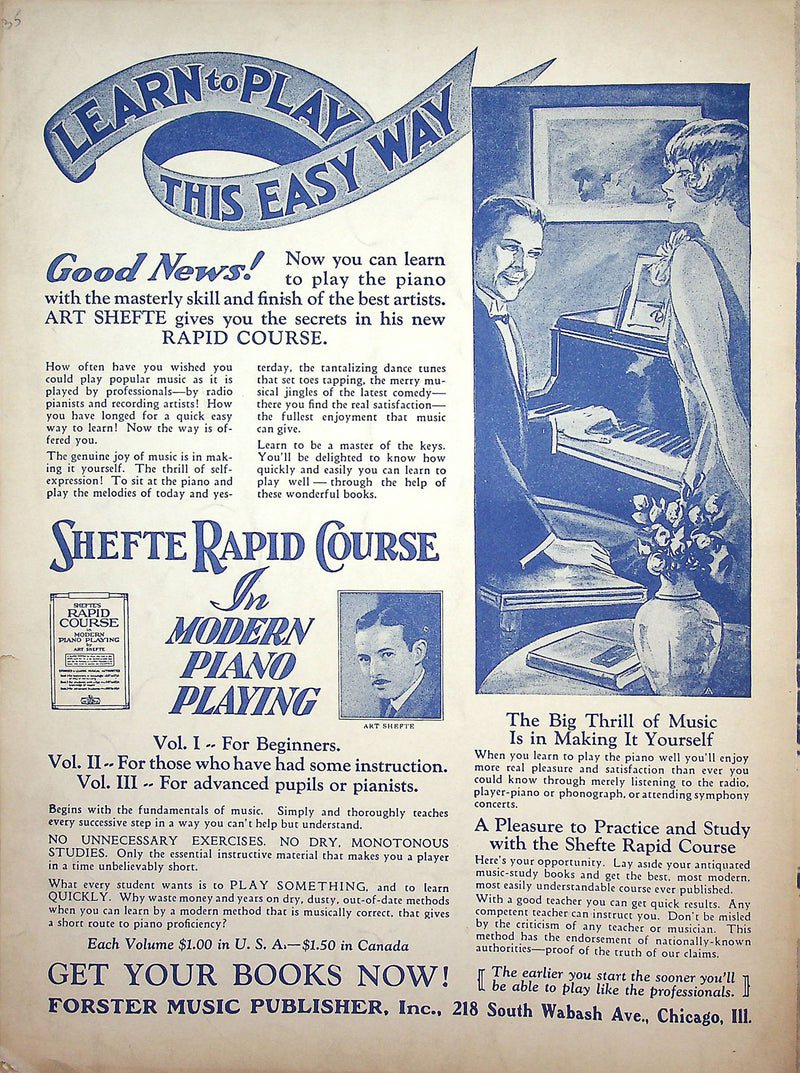 35
LEARN to PLAY
THIS EASY WAY
Good News! Now you can learn
to play the piano
with the masterly skill and finish of the best artists.
ART SHEFTE gives you the secrets in his new
RAPID COURSE.
How often have you wished you
could play popular music as it is
played by professionals—by radio
pianists and recording artists! How
you have longed for a quick easy
way to learn! Now the way is of-
fered you.
The genuine joy of music is in mak-
ing it yourself. The thrill of self-
expression! To sit at the piano and
play the melodies of today and yes-
terday, the tantalizing dance tunes
that set toes tapping, the merry mu-
sical jingles of the latest comedy—
there you find the real satisfaction—
the fullest enjoyment that music
can give.
Learn to be a master of the keys.
You'll be delighted to know how
quickly and easily you can learn to
play well — through the help of
these wonderful books.
SHEFTE RAPID COURSE
In
MODERN
PIANO
PLAYING
SHEFTE'S
RAPID
COURSE
in
MODERN
PIANO PLAYING
by
ART SHEFTE
ART SHEFTE
Vol. I -- For Beginners.
Vol. II -- For those who have had some instruction.
Vol. III -- For advanced pupils or pianists.
Begins with the fundamentals of music. Simply and thoroughly teaches
every successive step in a way you can't help but understand.
NO UNNECESSARY EXERCISES. NO DRY, MONOTONOUS
STUDIES. Only the essential instructive material that makes you a player
in a time unbelievably short.
What every student wants is to PLAY SOMETHING, and to learn
QUICKLY. Why waste money and years on dry, dusty, out-of-date methods
when you can learn by a modern method that is musically correct, that gives
a short route to piano proficiency?
Each Volume $1.00 in U. S. A.—$1.50 in Canada
GET YOUR BOOKS NOW!
The Big Thrill of Music
Is in Making It Yourself
When you learn to play the piano well you'll enjoy
more real pleasure and satisfaction than ever you
could know through merely listening to the radio,
player-piano or phonograph, or attending symphony
concerts.
A Pleasure to Practice and Study
with the Shefte Rapid Course
Here's your opportunity. Lay aside your antiquated
music-study books and get the best, most modern,
most easily understandable course ever published.
With a good teacher you can get quick results. Any
competent teacher can instruct you. Don't be misled
by the criticism of any teacher or musician. This
method has the endorsement of nationally-known
authorities—proof of the truth of our claims.
[ The earlier you start the sooner you'll
be able to play like the professionals. ]
FORSTER MUSIC PUBLISHER, Inc., 218 South Wabash Ave., Chicago, Ill.